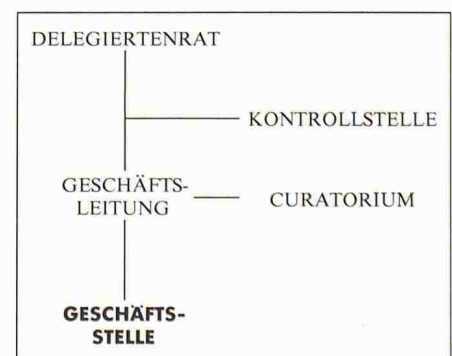 DELEGIERTENRAT
KONTROLLSTELLE
GESCHÄFTS-
LEITUNG
CURATORIUM
GESCHÄFTS-
STELLE